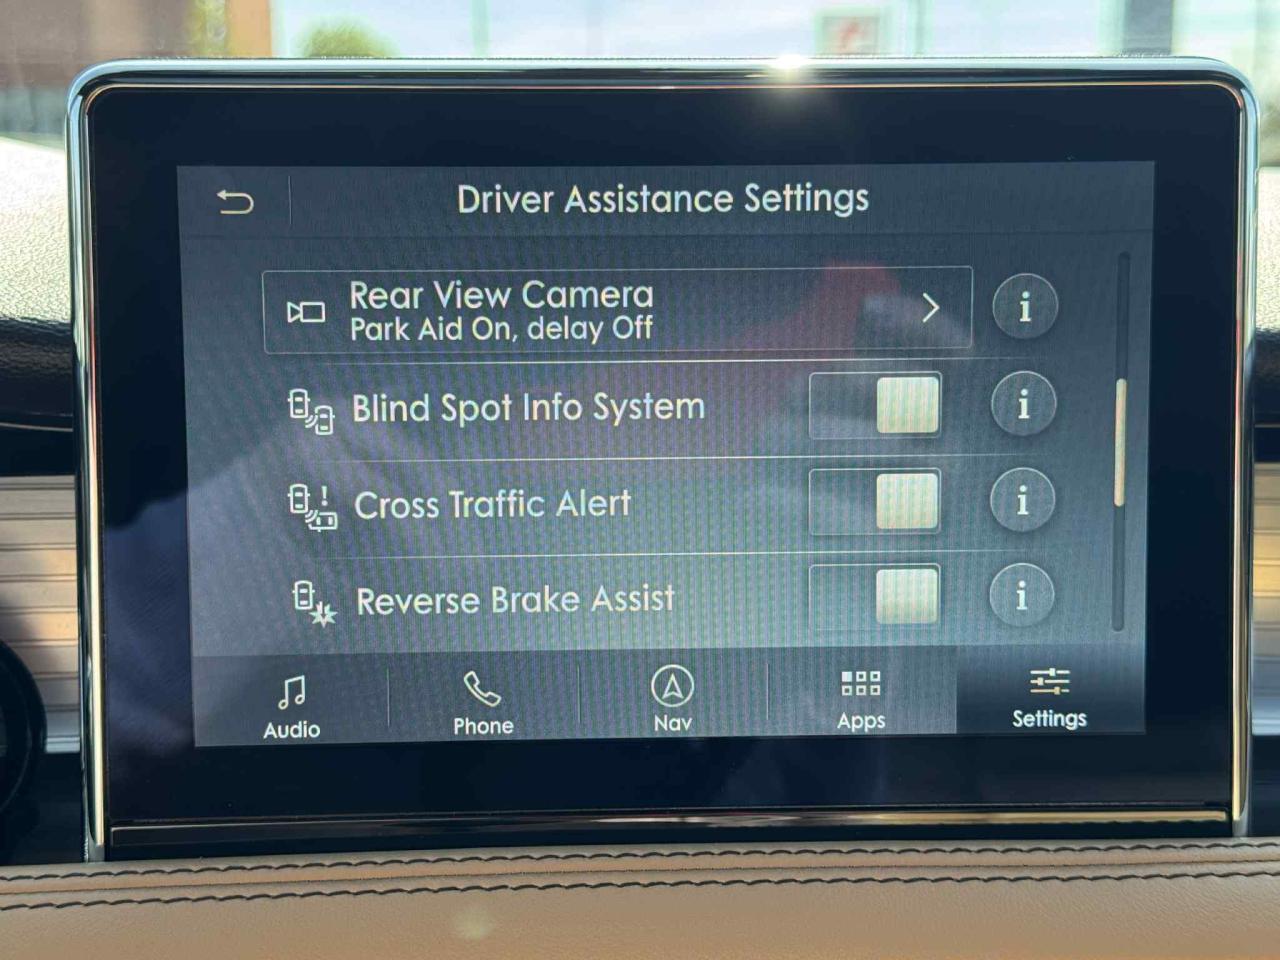 Driver Assistance Settings
Rear View Camera
Park Aid On, delay Off
i
Blind Spot Info System
i
Cross Traffic Alert
i
Reverse Brake Assist
i
Audio
Phone
Nav
Apps
Settings